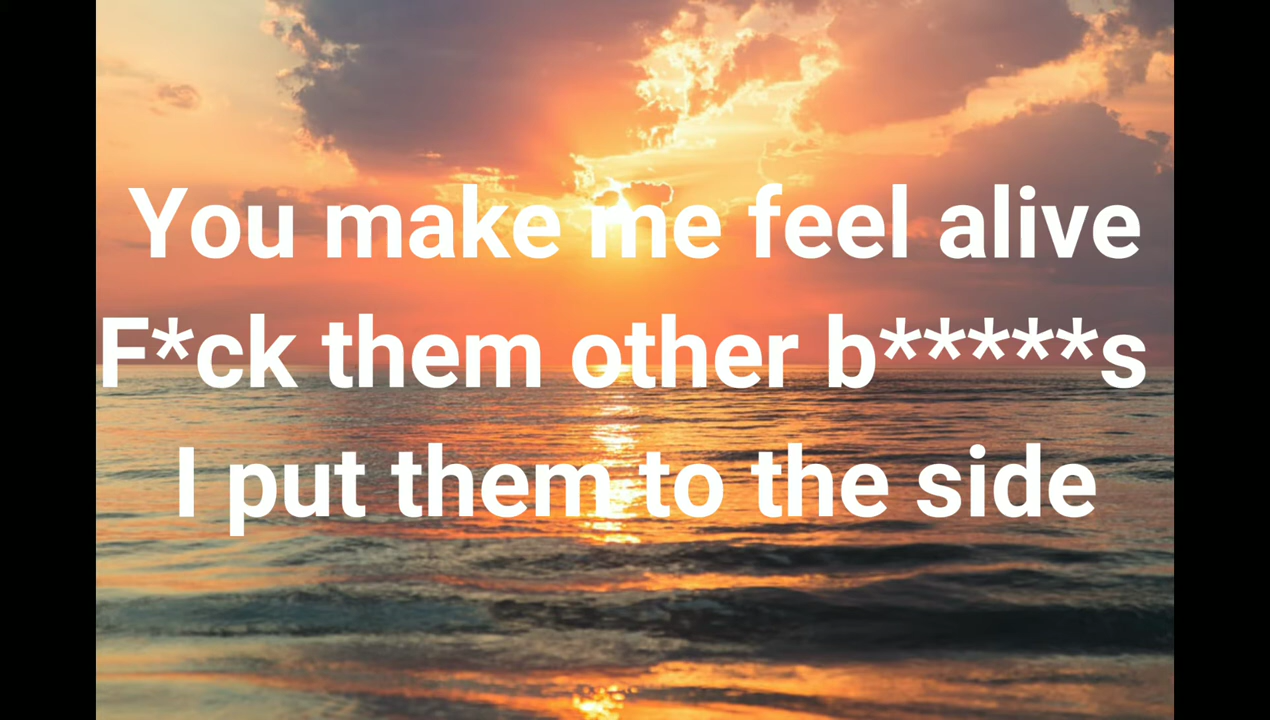 You make me feel alive
F*ck them other b*****s
I put them to the side